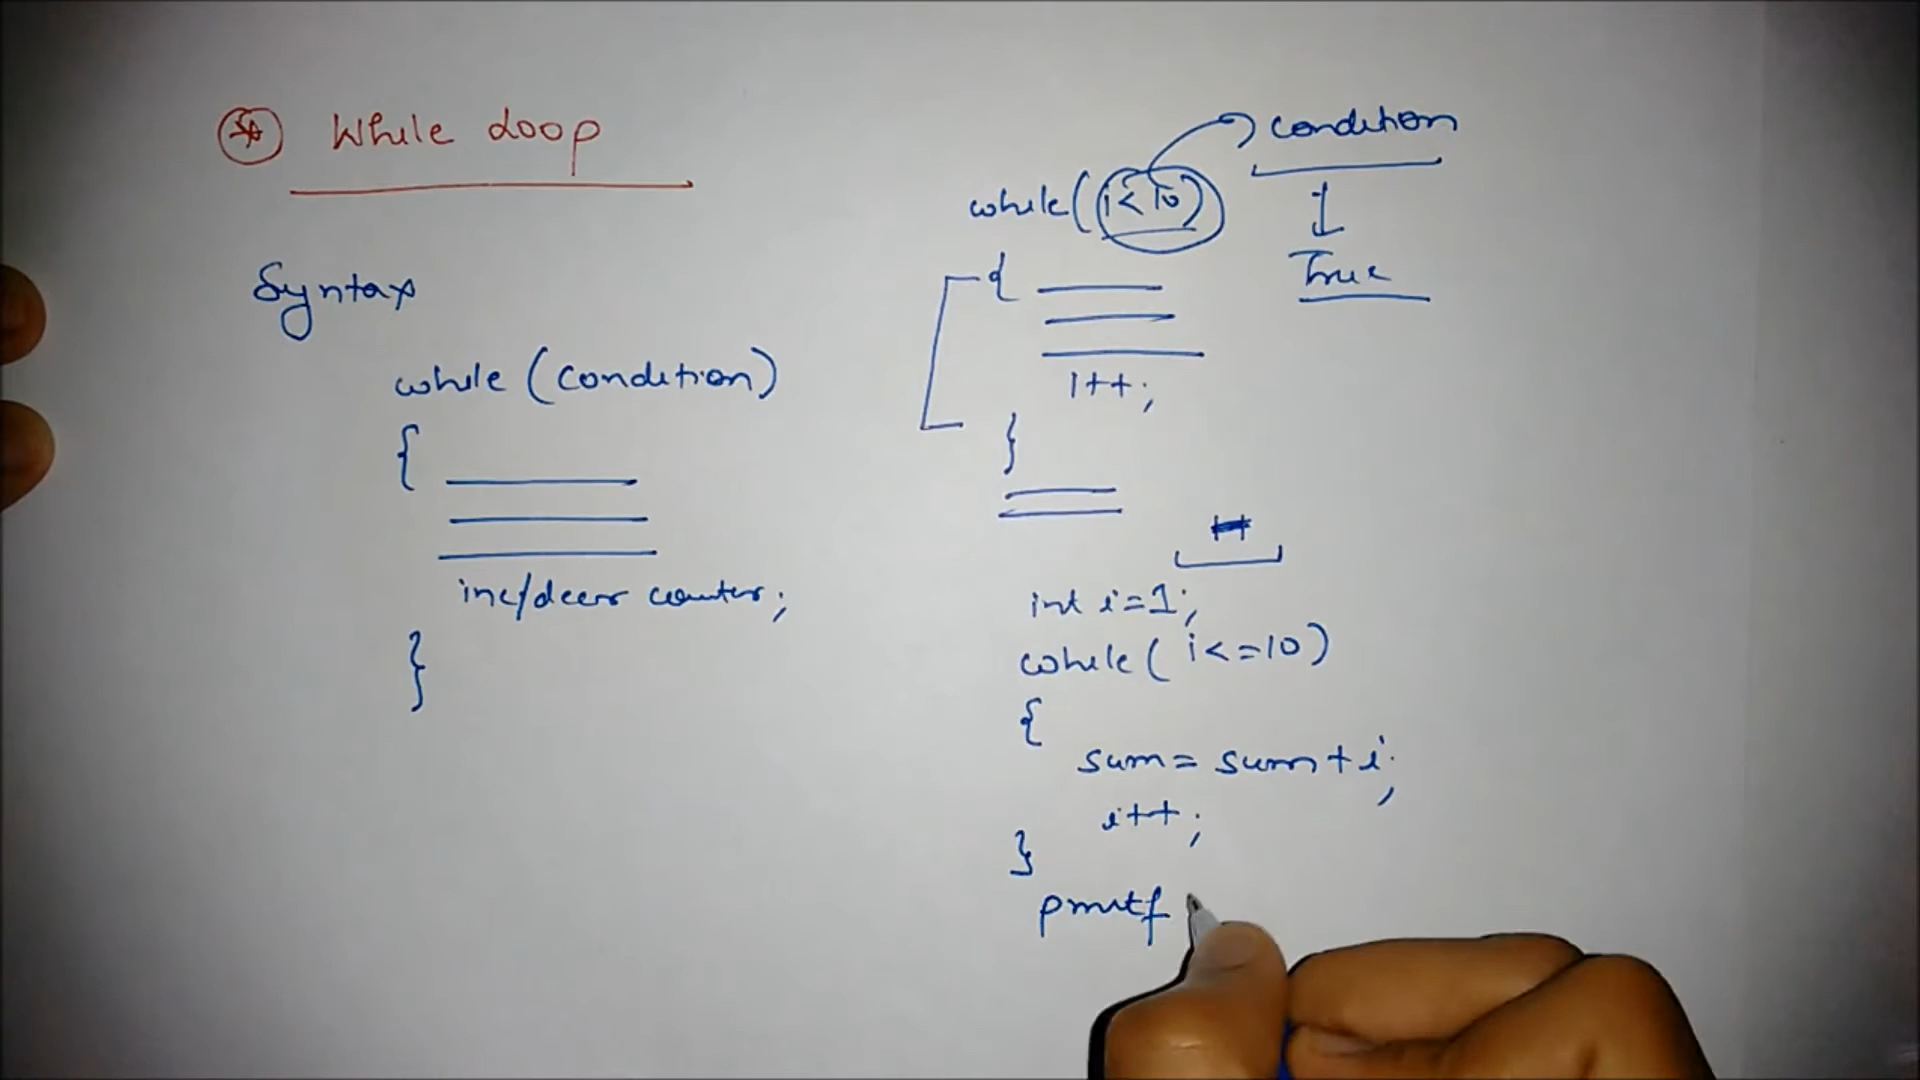 While Loop
Syntax
while (condition)
{
inc/decr counter;
}
condition
while(i<10)
True
{
i++;
}
int i=1;
while( i<=10)
{
sum= sum+i;
i++;
}
printf